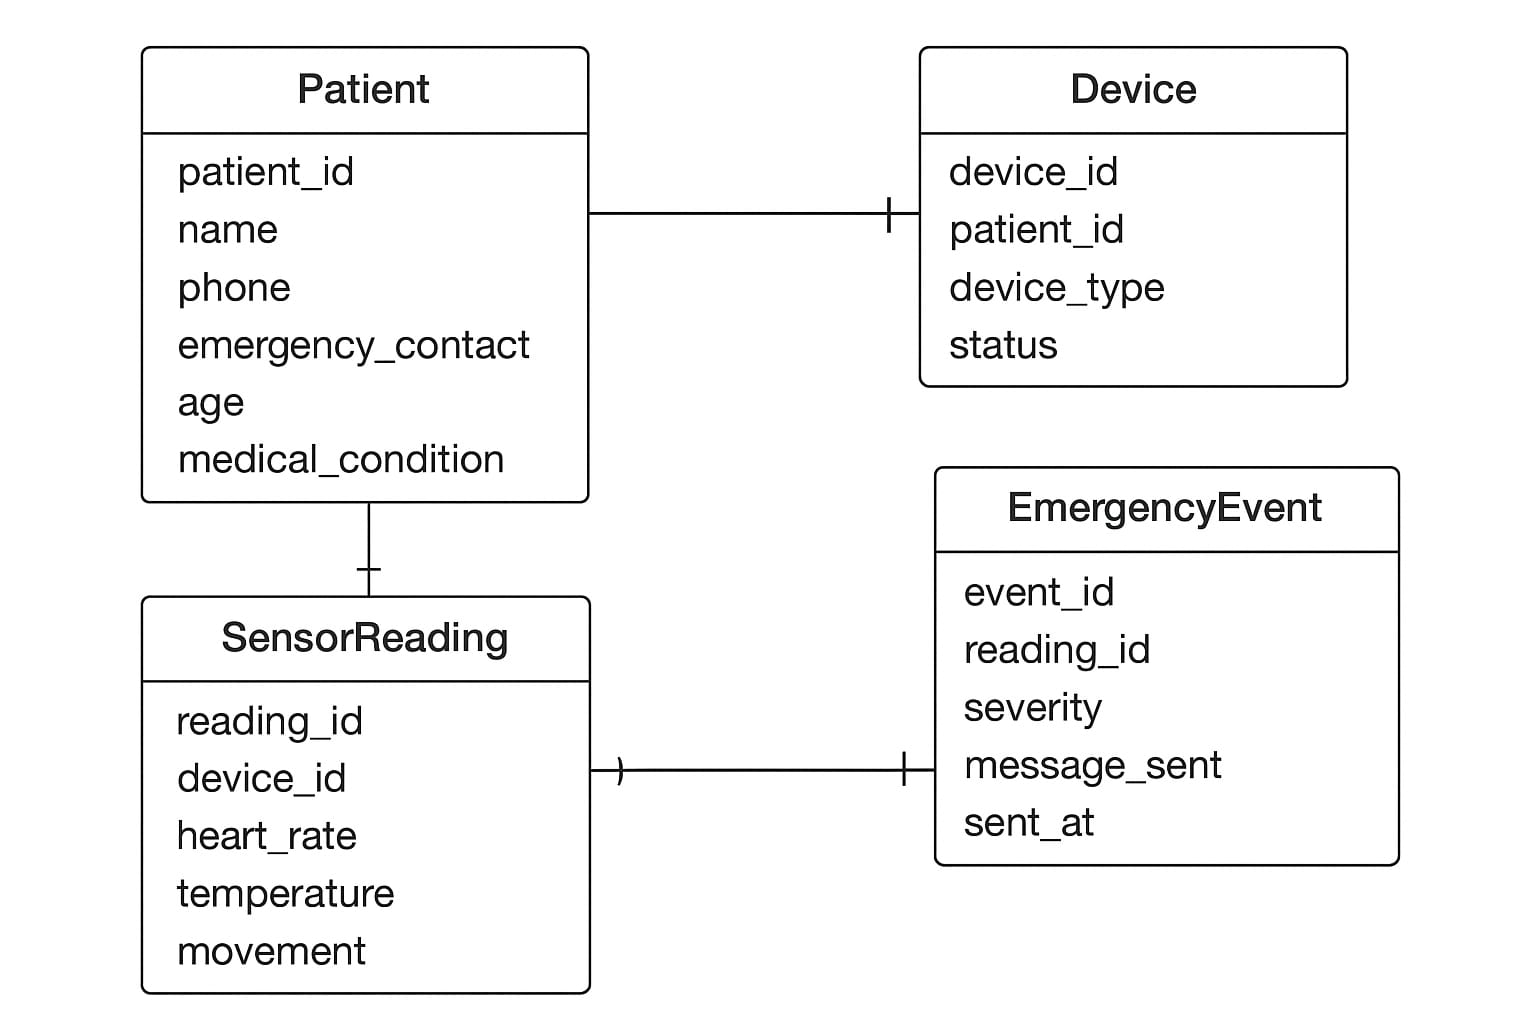 Patient
patient_id
name
phone
emergency_contact
age
medical_condition
Device
device_id
patient_id
device_type
status
SensorReading
reading_id
device_id
heart_rate
temperature
movement
EmergencyEvent
event_id
reading_id
severity
message_sent
sent_at